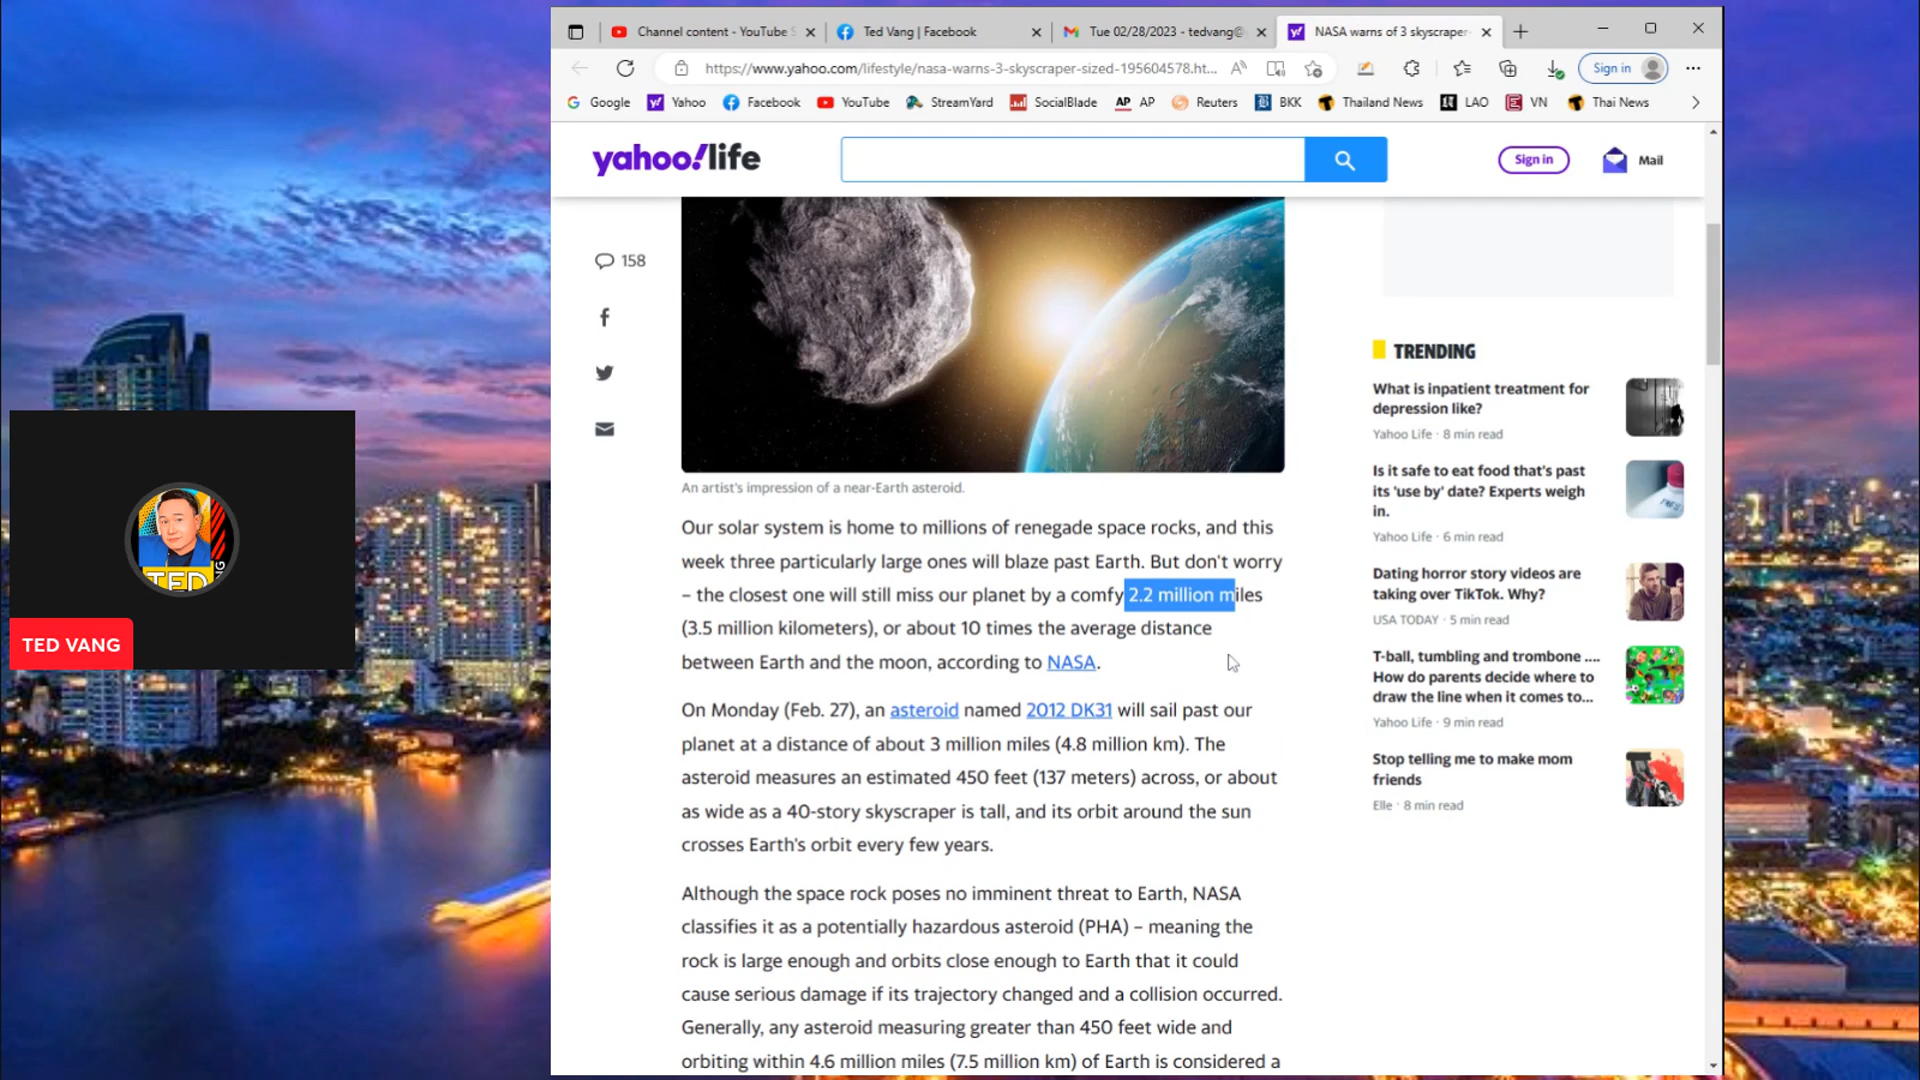 Channel content - YouTube S
Ted Vang | Facebook
Tue 02/28/2023 - tedvang@
NASA warns of 3 skyscraper-
https://www.yahoo.com/lifestyle/nasa-warns-3-skyscraper-sized-195604578.ht...
Sign in
Google
Yahoo
Facebook
YouTube
StreamYard
SocialBlade
AP AP
Reuters
BKK
Thailand News
LAO
VN
Thai News
yahoo!life
Sign in
Mail
158
An artist's impression of a near-Earth asteroid.
Our solar system is home to millions of renegade space rocks, and this
week three particularly large ones will blaze past Earth. But don't worry
– the closest one will still miss our planet by a comfy 2.2 million miles
(3.5 million kilometers), or about 10 times the average distance
between Earth and the moon, according to NASA.
On Monday (Feb. 27), an asteroid named 2012 DK31 will sail past our
planet at a distance of about 3 million miles (4.8 million km). The
asteroid measures an estimated 450 feet (137 meters) across, or about
as wide as a 40-story skyscraper is tall, and its orbit around the sun
crosses Earth's orbit every few years.
Although the space rock poses no imminent threat to Earth, NASA
classifies it as a potentially hazardous asteroid (PHA) – meaning the
rock is large enough and orbits close enough to Earth that it could
cause serious damage if its trajectory changed and a collision occurred.
Generally, any asteroid measuring greater than 450 feet wide and
orbiting within 4.6 million miles (7.5 million km) of Earth is considered a
TRENDING
What is inpatient treatment for
depression like?
Yahoo Life · 8 min read
Is it safe to eat food that's past
its 'use by' date? Experts weigh
in.
Yahoo Life · 6 min read
Dating horror story videos are
taking over TikTok. Why?
USA TODAY · 5 min read
T-ball, tumbling and trombone ....
How do parents decide where to
draw the line when it comes to...
Yahoo Life · 9 min read
Stop telling me to make mom
friends
Elle · 8 min read
TED
TED VANG